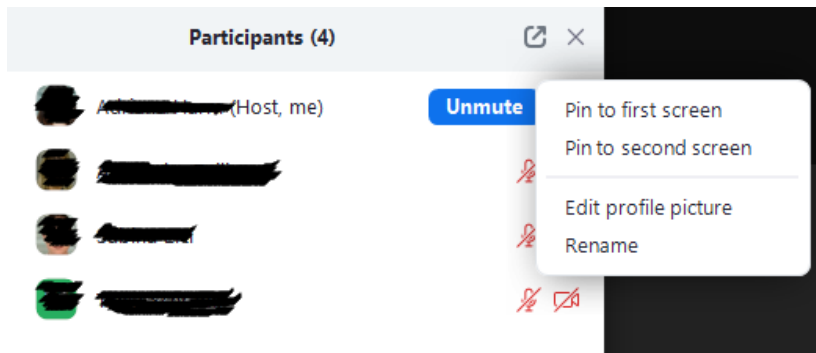 Participants (4)
(Host, me)
Unmute
Pin to first screen
Pin to second screen
Edit profile picture
Rename